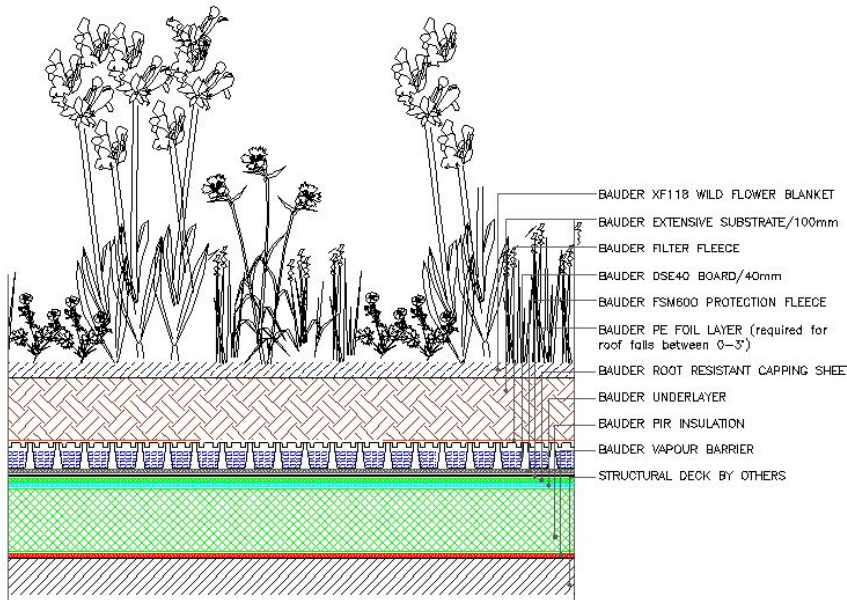 BAUDER XF118 WILD FLOWER BLANKET
BAUDER EXTENSIVE SUBSTRATE/100mm
BAUDER FILTER FLEECE
BAUDER DSE40 BOARD/40mm
BAUDER FSM600 PROTECTION FLEECE
BAUDER PE FOIL LAYER (required for
roof falls between 0-3°)
BAUDER ROOT RESISTANT CAPPING SHEET
BAUDER UNDERLAYER
BAUDER PIR INSULATION
BAUDER VAPOUR BARRIER
STRUCTURAL DECK BY OTHERS